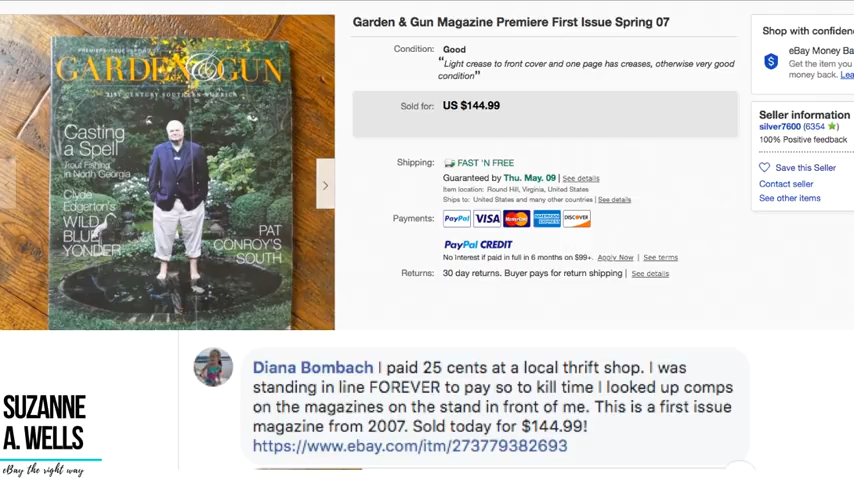 Garden & Gun Magazine Premiere First Issue Spring 07
PREMIERE ISSUE SPRING 07
GARDEN & GUN
21ST CENTURY SOUTHERN AMERICA
Casting
a Spell
Trout Fishing
in North Georgia
Clyde
Edgerton's
WILD
BLUE
YONDER
PAT
CONROY'S
SOUTH
Condition: Good
“Light crease to front cover and one page has creases, otherwise very good
condition”
Sold for: US $144.99
Shipping: FAST 'N FREE
Guaranteed by Thu. May. 09 | See details
Item location: Round Hill, Virginia, United States
Ships to: United States and many other countries | See details
Payments: PayPal VISA MasterCard AMERICAN EXPRESS DISCOVER
PayPal CREDIT
No Interest if paid in full in 6 months on $99+. Apply Now | See terms
Returns: 30 day returns. Buyer pays for return shipping | See details
Shop with confidenc
eBay Money Ba
Get the item you
money back. Lea
Seller information
silver7600 (6354 )
100% Positive feedback
Save this Seller
Contact seller
See other items
Diana Bombach I paid 25 cents at a local thrift shop. I was
standing in line FOREVER to pay so to kill time I looked up comps
on the magazines on the stand in front of me. This is a first issue
magazine from 2007. Sold today for $144.99!
https://www.ebay.com/itm/273779382693
SUZANNE
A. WELLS
eBay the right way